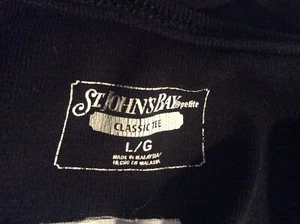 ST. JOHN'S BAY® petite
CLASSIC TEE
L/G
MADE IN MALAYSIA
HECHO EN MALASIA